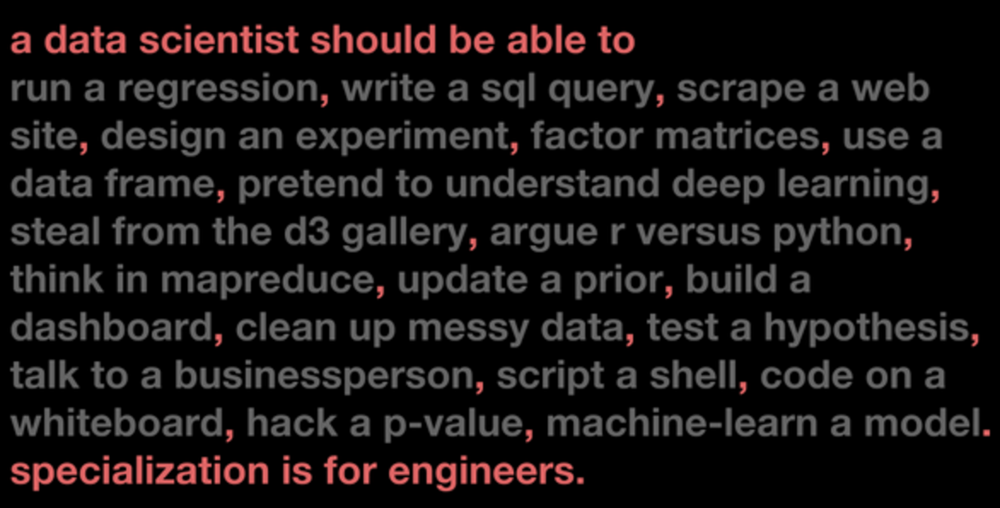 a data scientist should be able to
run a regression, write a sql query, scrape a web
site, design an experiment, factor matrices, use a
data frame, pretend to understand deep learning,
steal from the d3 gallery, argue r versus python,
think in mapreduce, update a prior, build a
dashboard, clean up messy data, test a hypothesis,
talk to a businessperson, script a shell, code on a
whiteboard, hack a p-value, machine-learn a model.
specialization is for engineers.